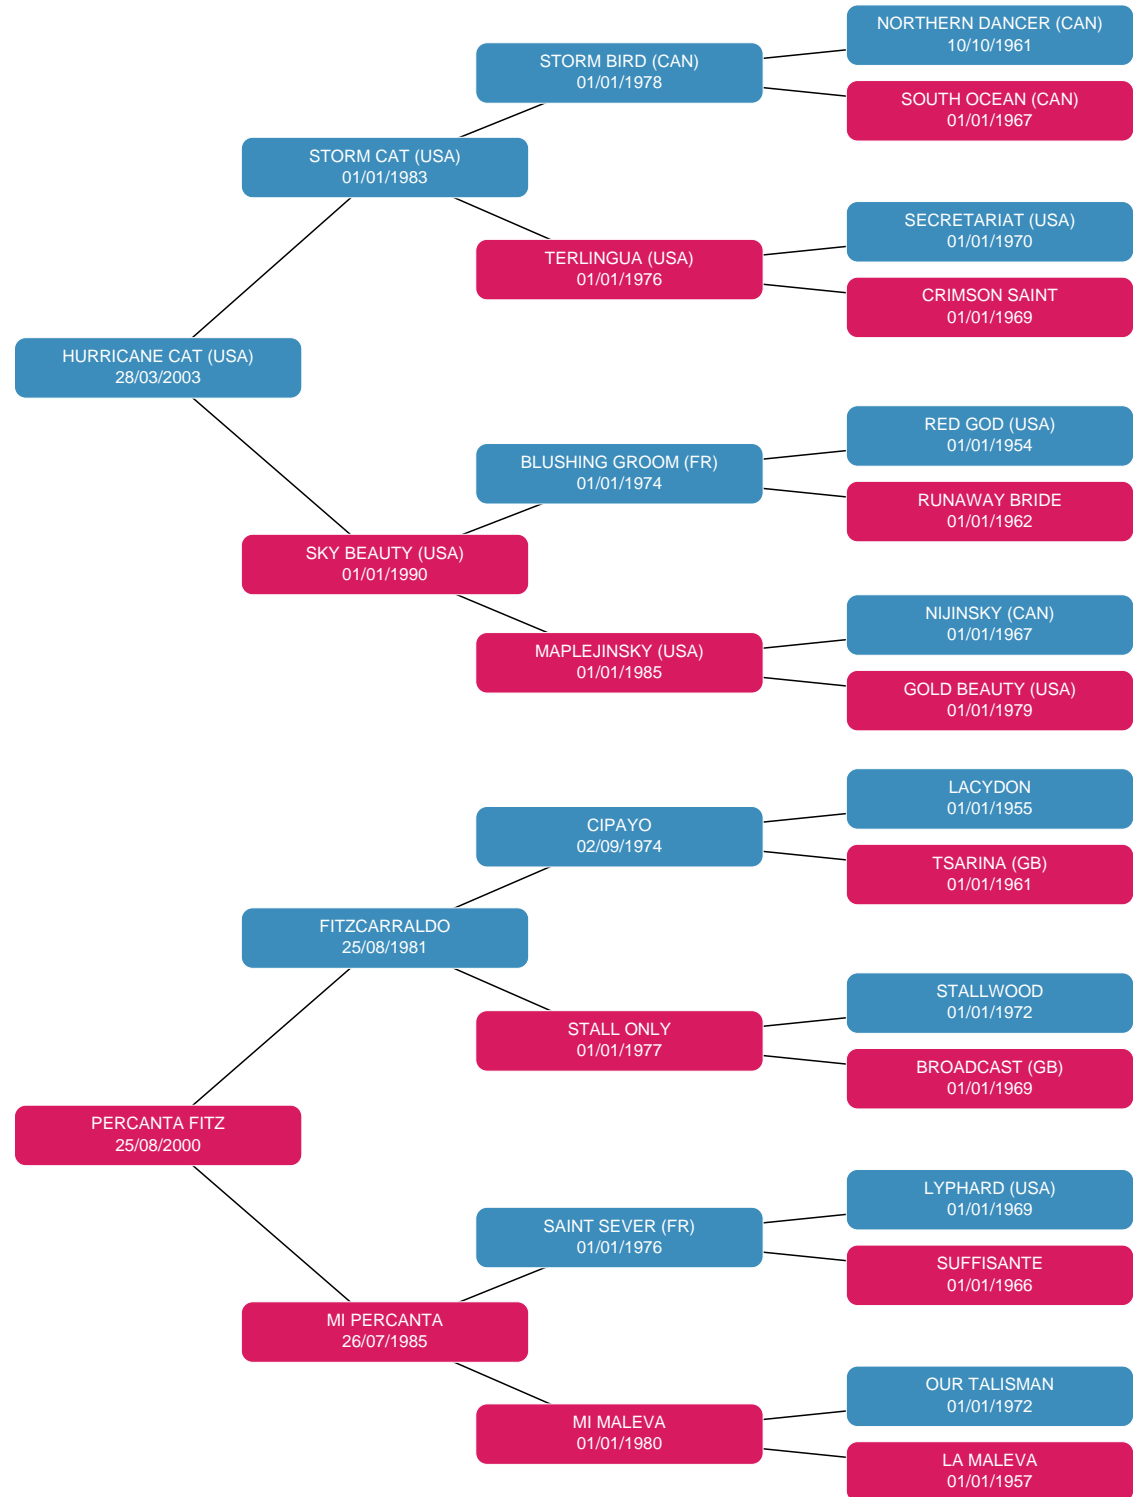 NORTHERN DANCER (CAN)
10/10/1961
STORM BIRD (CAN)
01/01/1978
SOUTH OCEAN (CAN)
01/01/1967
STORM CAT (USA)
01/01/1983
SECRETARIAT (USA)
01/01/1970
TERLINGUA (USA)
01/01/1976
CRIMSON SAINT
01/01/1969
HURRICANE CAT (USA)
28/03/2003
RED GOD (USA)
01/01/1954
BLUSHING GROOM (FR)
01/01/1974
RUNAWAY BRIDE
01/01/1962
SKY BEAUTY (USA)
01/01/1990
NIJINSKY (CAN)
01/01/1967
MAPLEJINSKY (USA)
01/01/1985
GOLD BEAUTY (USA)
01/01/1979
LACYDON
01/01/1955
CIPAYO
02/09/1974
TSARINA (GB)
01/01/1961
FITZCARRALDO
25/08/1981
STALLWOOD
01/01/1972
STALL ONLY
01/01/1977
BROADCAST (GB)
01/01/1969
PERCANTA FITZ
25/08/2000
LYPHARD (USA)
01/01/1969
SAINT SEVER (FR)
01/01/1976
SUFFISANTE
01/01/1966
MI PERCANTA
26/07/1985
OUR TALISMAN
01/01/1972
MI MALEVA
01/01/1980
LA MALEVA
01/01/1957